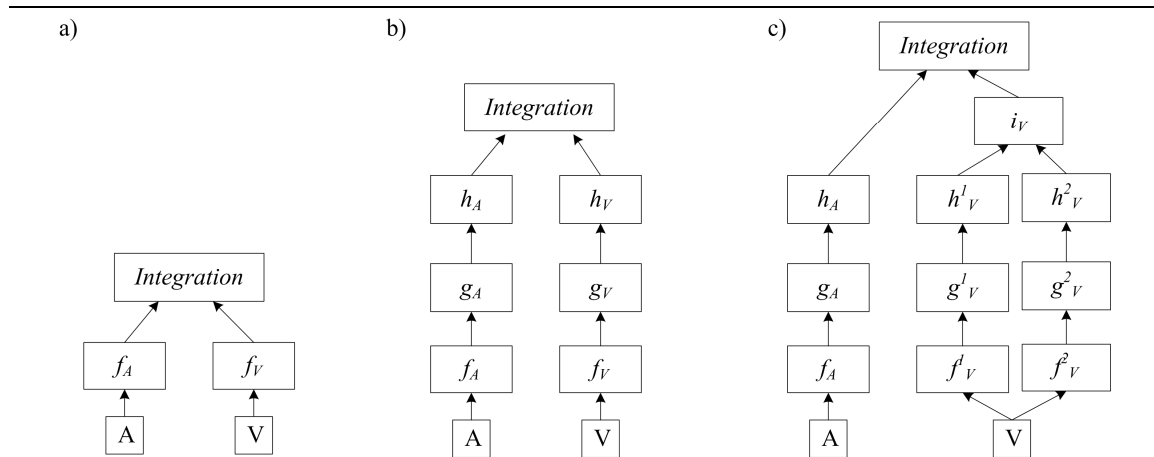 a)
Integration
f_A f_V
A V
b)
Integration
h_A h_V
g_A g_V
f_A f_V
A V
c)
Integration
i_V
h_A h^1_V h^2_V
g_A g^1_V g^2_V
f_A f^1_V f^2_V
A V